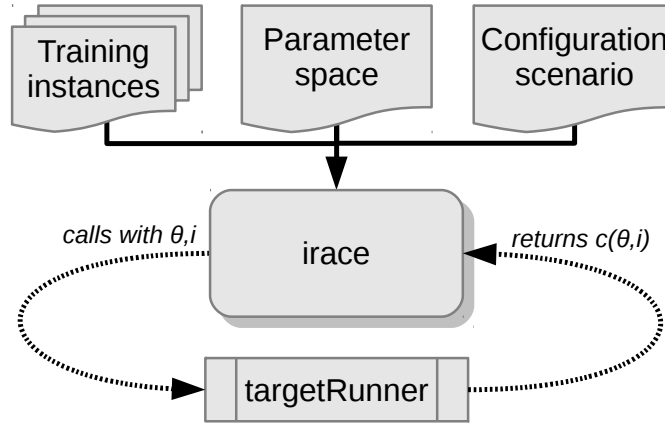 Training
instances
Parameter
space
Configuration
scenario
calls with θ,i
irace
returns c(θ,i)
targetRunner